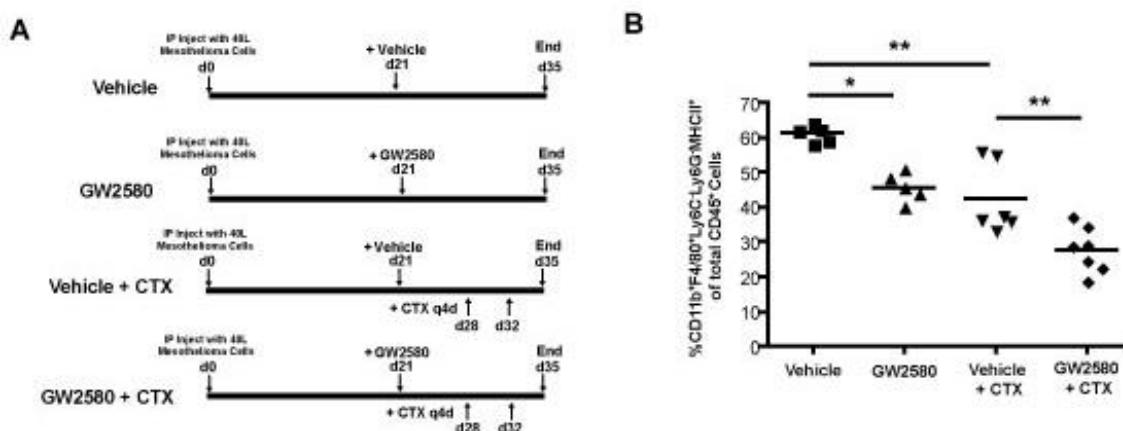 A
IP Inject with 40L
Mesothelioma Cells
d0
+ Vehicle
d21
End
d35
Vehicle
IP Inject with 40L
Mesothelioma Cells
d0
+ GW2580
d21
End
d35
GW2580
IP Inject with 40L
Mesothelioma Cells
d0
+ Vehicle
d21
End
d35
Vehicle + CTX
+ CTX q4d
d28
d32
IP Inject with 40L
Mesothelioma Cells
d0
+ GW2580
d21
End
d35
GW2580 + CTX
+ CTX q4d
d28
d32
B
**
*
**
%CD11b⁺F4/80⁺Ly6C⁻Ly6G⁻MHCII⁺
of total CD45⁺ Cells
70
60
50
40
30
20
10
0
Vehicle
GW2580
Vehicle
+ CTX
GW2580
+ CTX